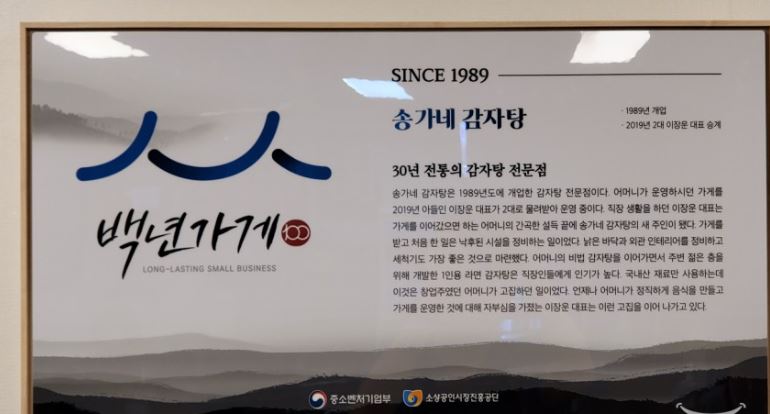 SINCE 1989
송가네 감자탕
· 1989년 개업
· 2019년 2대 이장운 대표 승계
30년 전통의 감자탕 전문점
송가네 감자탕은 1989년도에 개업한 감자탕 전문점이다. 어머니가 운영하시던 가게를
2019년 아들인 이장운 대표가 2대로 물려받아 운영 중이다. 직장 생활을 하던 이장운 대표는
가게를 이어갔으면 하는 어머니의 간곡한 설득 끝에 송가네 감자탕의 새 주인이 됐다. 가게를
받고 처음 한 일은 낙후된 시설을 정비하는 일이었다. 낡은 바닥과 외관 인테리어를 정비하고
세척기도 가장 좋은 것으로 마련했다. 어머니의 비법 감자탕을 이어가면서 주변 젊은 층을
위해 개발한 1인용 라면 감자탕은 직장인들에게 인기가 높다. 국내산 재료만 사용하는데
이것은 창업주였던 어머니가 고집하던 일이었다. 언제나 어머니가 정직하게 음식을 만들고
가게를 운영한 것에 대해 자부심을 가졌는 이장운 대표는 이런 고집을 이어 나가고 있다.
백년가게 100
LONG-LASTING SMALL BUSINESS
중소벤처기업부
소상공인시장진흥공단